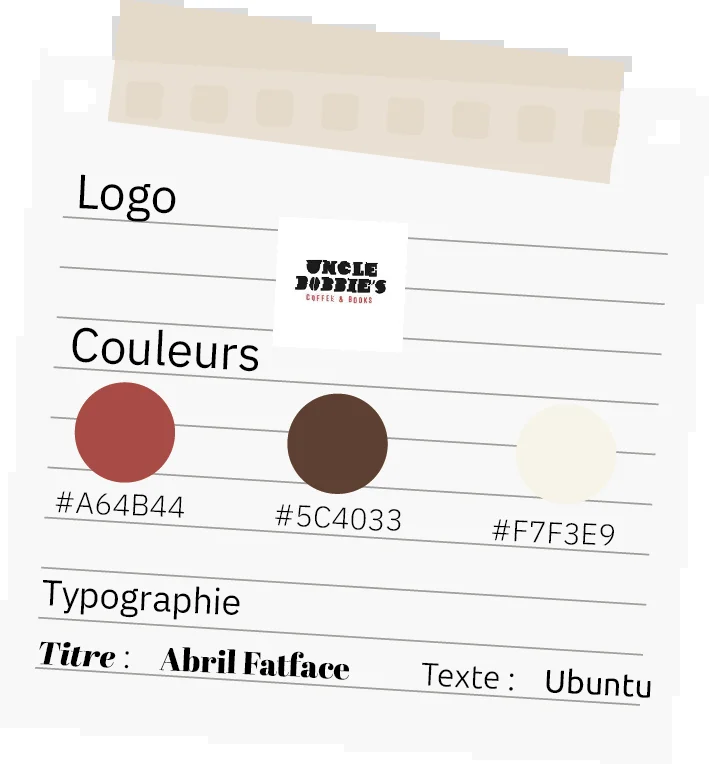 Logo
UNCLE
BOBBIE'S
COFFEE & BOOKS
Couleurs
#A64B44 #5C4033 #F7F3E9
Typographie
Titre : Abril Fatface Texte : Ubuntu